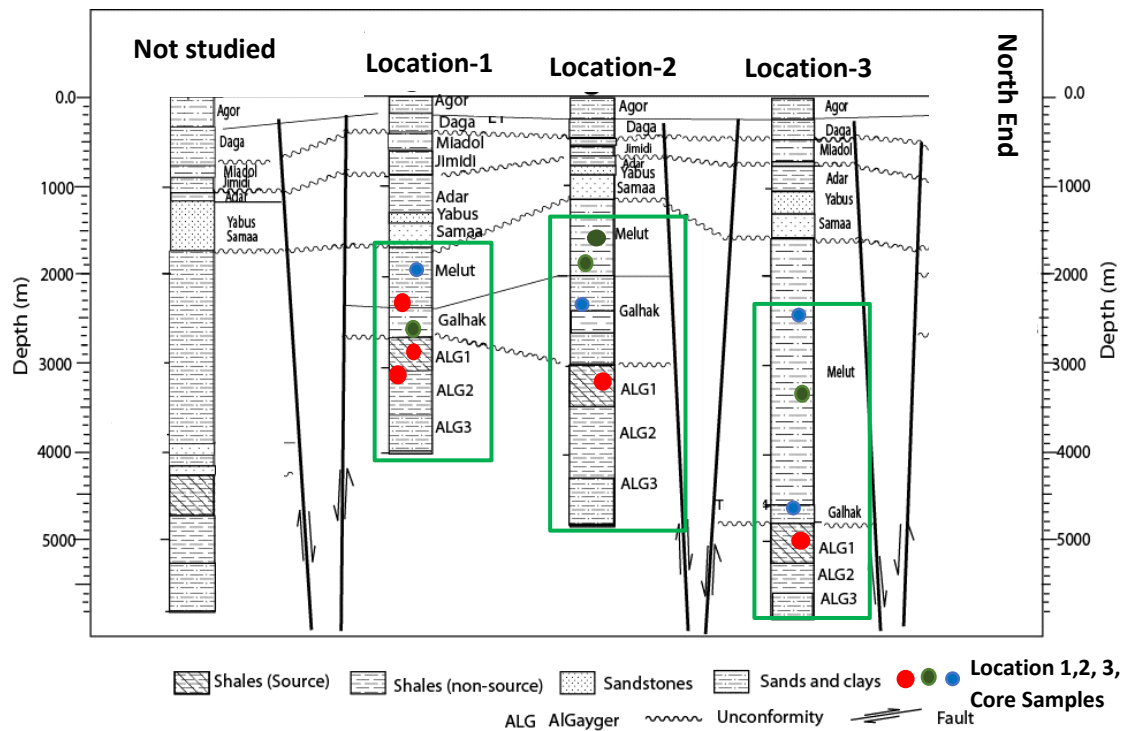 Not studied
Location-1
Location-2
Location-3
North End
0.0
1000
2000
3000
4000
5000
Depth (m)
Agor
Daga
Mladol
Jimidi
Adar
Yabus
Samaa
Agor
Daga
Mladol
Jimidi
Adar
Yabus
Samaa
Melut
Galhak
ALG1
ALG2
ALG3
Agor
Daga
Jimidi
Adar
Yabus
Samaa
Melut
Galhak
ALG1
ALG2
ALG3
Agor
Daga
Mladol
Adar
Yabus
Samaa
Melut
Galhak
ALG1
ALG2
ALG3
0.0
1000
2000
3000
4000
5000
Depth (m)
Shales (Source)
Shales (non-source)
Sandstones
Sands and clays
Location 1,2, 3,
Core Samples
ALG AlGayger
Unconformity
Fault